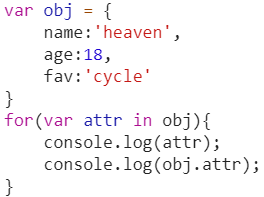 var obj = {
    name:'heaven',
    age:18,
    fav:'cycle'
}
for(var attr in obj){
    console.log(attr);
    console.log(obj.attr);
}